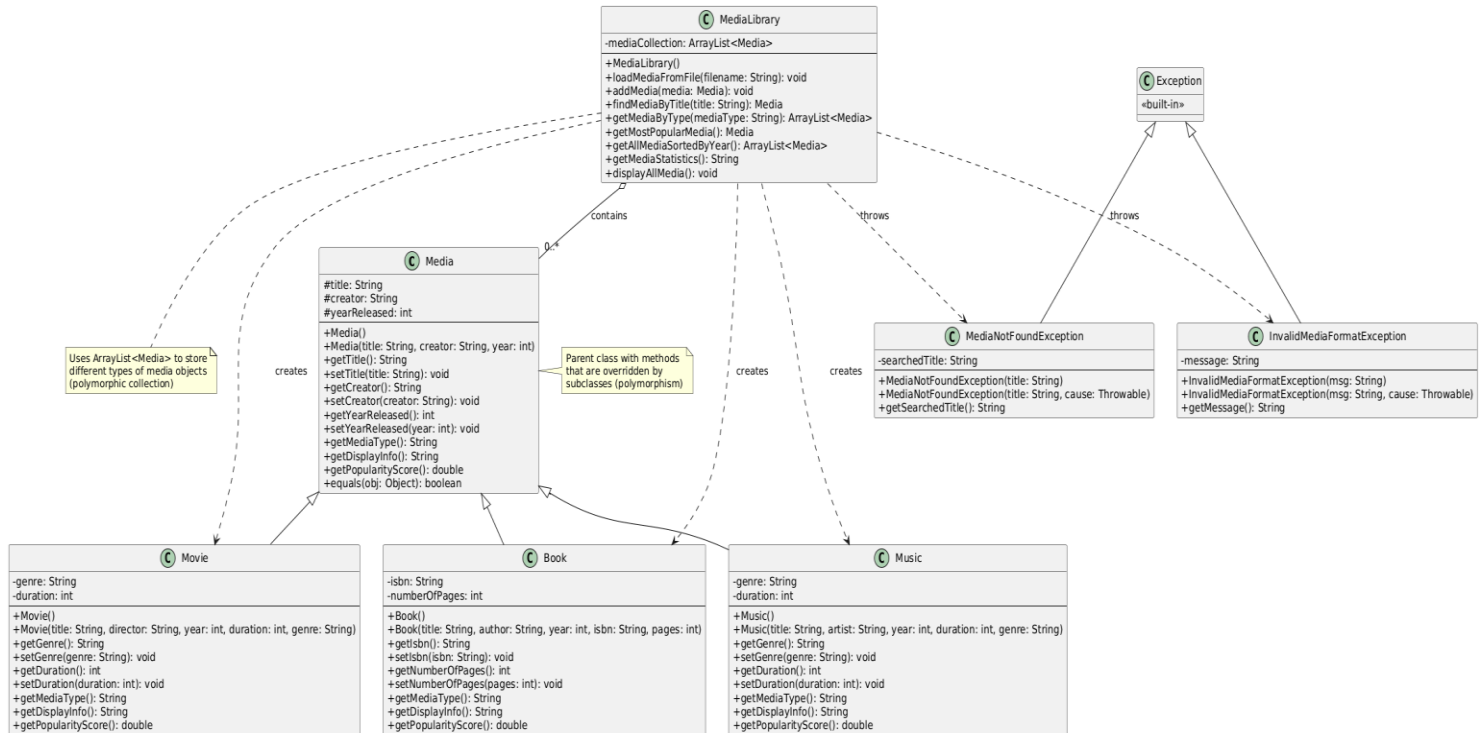 C MediaLibrary
-mediaCollection: ArrayList<Media>
+MediaLibrary()
+loadMediaFromFile(filename: String): void
+addMedia(media: Media): void
+findMediaByTitle(title: String): Media
+getMediaByType(mediaType: String): ArrayList<Media>
+getMostPopularMedia(): Media
+getAllMediaSortedByYear(): ArrayList<Media>
+getMediaStatistics(): String
+displayAllMedia(): void
C Exception
«built-in»
contains
throws
throws
0..*
C Media
#title: String
#creator: String
#yearReleased: int
+Media()
+Media(title: String, creator: String, year: int)
+getTitle(): String
+setTitle(title: String): void
+getCreator(): String
+setCreator(creator: String): void
+getYearReleased(): int
+setYearReleased(year: int): void
+getMediaType(): String
+getDisplayInfo(): String
+getPopularityScore(): double
+equals(obj: Object): boolean
Uses ArrayList<Media> to store
different types of media objects
(polymorphic collection)
creates
Parent class with methods
that are overridden by
subclasses (polymorphism)
creates
creates
C MediaNotFoundException
-searchedTitle: String
+MediaNotFoundException(title: String)
+MediaNotFoundException(title: String, cause: Throwable)
+getSearchedTitle(): String
C InvalidMediaFormatException
-message: String
+InvalidMediaFormatException(msg: String)
+InvalidMediaFormatException(msg: String, cause: Throwable)
+getMessage(): String
C Movie
-genre: String
-duration: int
+Movie()
+Movie(title: String, director: String, year: int, duration: int, genre: String)
+getGenre(): String
+setGenre(genre: String): void
+getDuration(): int
+setDuration(duration: int): void
+getMediaType(): String
+getDisplayInfo(): String
+getPopularityScore(): double
C Book
-isbn: String
-numberOfPages: int
+Book()
+Book(title: String, author: String, year: int, isbn: String, pages: int)
+getIsbn(): String
+setIsbn(isbn: String): void
+getNumberOfPages(): int
+setNumberOfPages(pages: int): void
+getMediaType(): String
+getDisplayInfo(): String
+getPopularityScore(): double
C Music
-genre: String
-duration: int
+Music()
+Music(title: String, artist: String, year: int, duration: int, genre: String)
+getGenre(): String
+setGenre(genre: String): void
+getDuration(): int
+setDuration(duration: int): void
+getMediaType(): String
+getDisplayInfo(): String
+getPopularityScore(): double